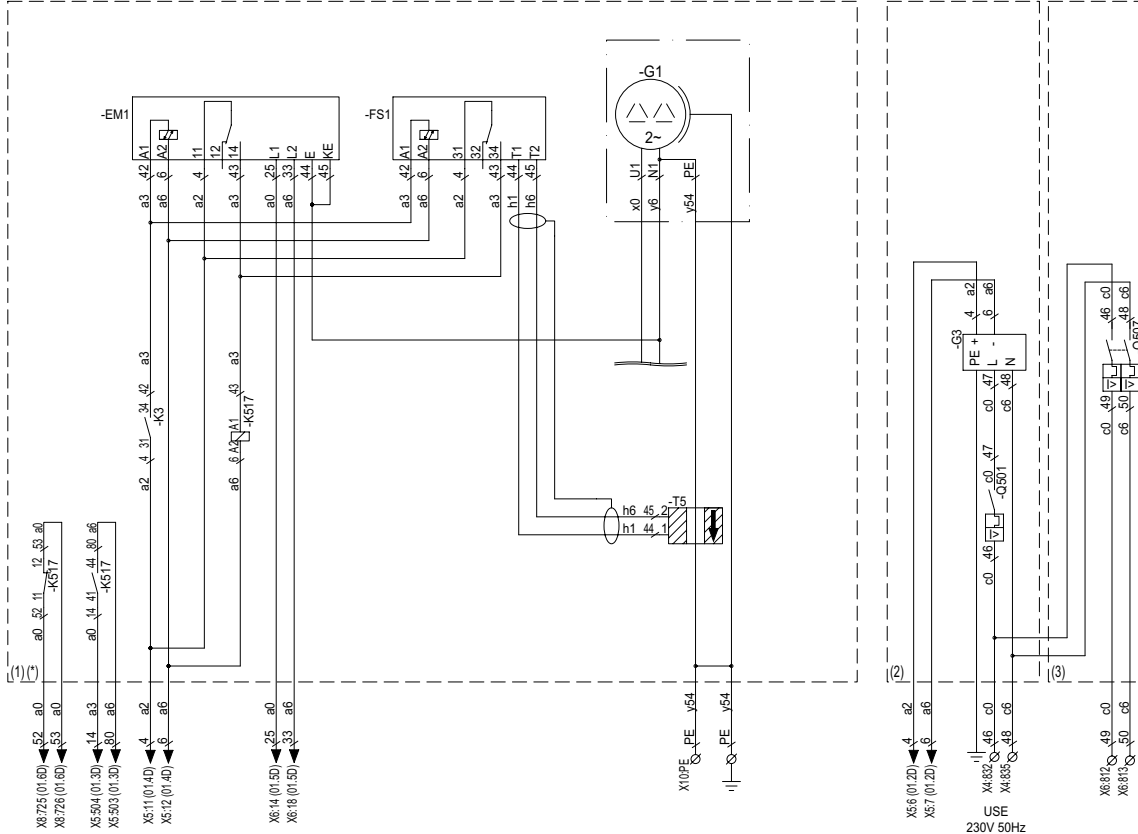 -EM1
A1
A2
11
12
14
L1
L2
E
KE
42
6
4
43
25
33
44
45
a3
a6
a2
a3
a0
a6
-FS1
A1
A2
31
32
34
T1
T2
42
6
4
43
44
45
a3
a6
a2
a3
h1
h6
-G1
2~
U1
N1
PE
x0
y6
y54
a3
42
34
-K3
31
4
a2
a3
43
A1
-K517
A2
6
a6
-T5
h6 45 2
h1 44 1
a0
53
12
-K517
11
52
a0
a6
80
44
-K517
41
14
a0
(1) (*)
a0
a0
a3
a6
a2
a6
a0
a6
y54
y54
52
53
14
80
4
6
25
33
PE
PE
X8:725 (01.6D)
X8:726 (01.6D)
X5:504 (01.3D)
X5:503 (01.3D)
X5:11 (01.4D)
X5:12 (01.4D)
X6:14 (01.5D)
X6:18 (01.5D)
X10:PE
a2
a6
4
6
-G3
PE + 
L -
N
47
48
c0
c6
47
c0
-Q501
I>
46
c0
(2)
a2
a6
c0
c6
4
6
46
48
X5:6 (01.2D)
X5:7 (01.2D)
X4:832
X4:835
USE
230V 50Hz
c0
c6
46
48
I>
I>
49
50
c0
c6
(3)
c0
c6
49
50
X6:812
X6:813